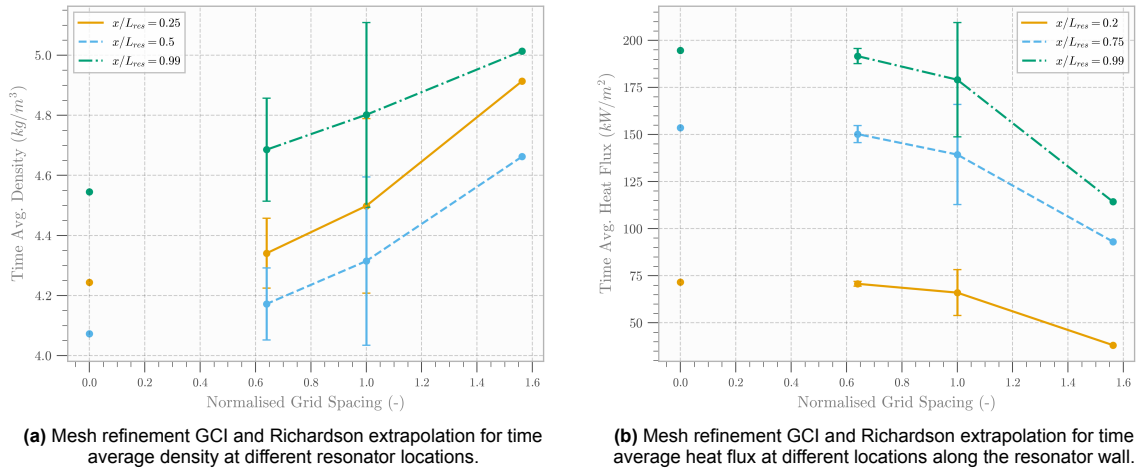 x/L_res = 0.25
x/L_res = 0.5
x/L_res = 0.99
5.0
4.8
4.6
4.4
4.2
4.0
Time Avg. Density (kg/m³)
0.0 0.2 0.4 0.6 0.8 1.0 1.2 1.4 1.6
Normalised Grid Spacing (-)
(a) Mesh refinement GCI and Richardson extrapolation for time
average density at different resonator locations.
x/L_res = 0.2
x/L_res = 0.75
x/L_res = 0.99
200
175
150
125
100
75
50
Time Avg. Heat Flux (kW/m²)
0.0 0.2 0.4 0.6 0.8 1.0 1.2 1.4 1.6
Normalised Grid Spacing (-)
(b) Mesh refinement GCI and Richardson extrapolation for time
average heat flux at different locations along the resonator wall.